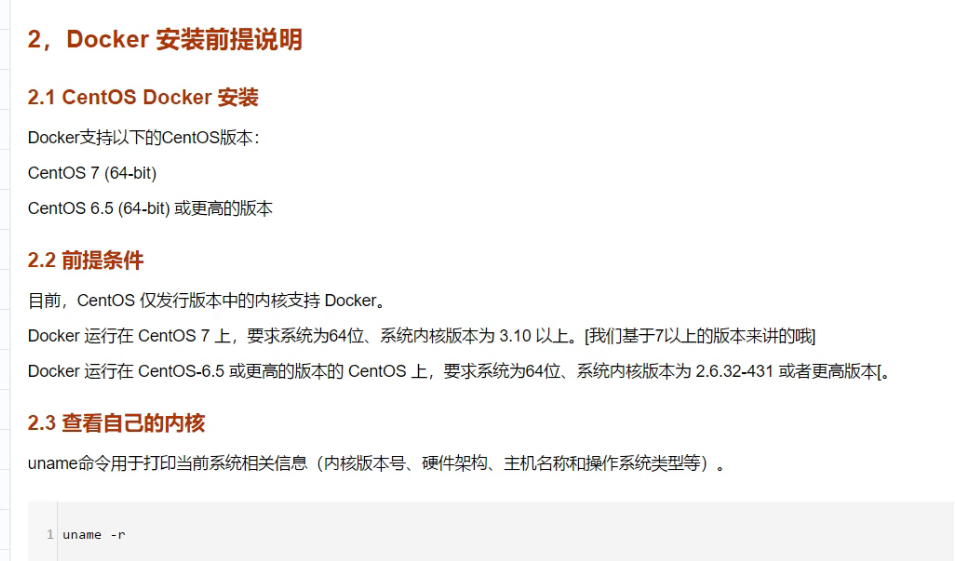 2，Docker 安装前提说明
2.1 CentOS Docker 安装
Docker支持以下的CentOS版本：
CentOS 7 (64-bit)
CentOS 6.5 (64-bit) 或更高的版本
2.2 前提条件
目前，CentOS 仅发行版本中的内核支持 Docker。
Docker 运行在 CentOS 7 上，要求系统为64位、系统内核版本为 3.10 以上。[我们基于7以上的版本来讲的哦]
Docker 运行在 CentOS-6.5 或更高的版本的 CentOS 上，要求系统为64位、系统内核版本为 2.6.32-431 或者更高版本[。
2.3 查看自己的内核
uname命令用于打印当前系统相关信息（内核版本号、硬件架构、主机名称和操作系统类型等）。
1 uname -r